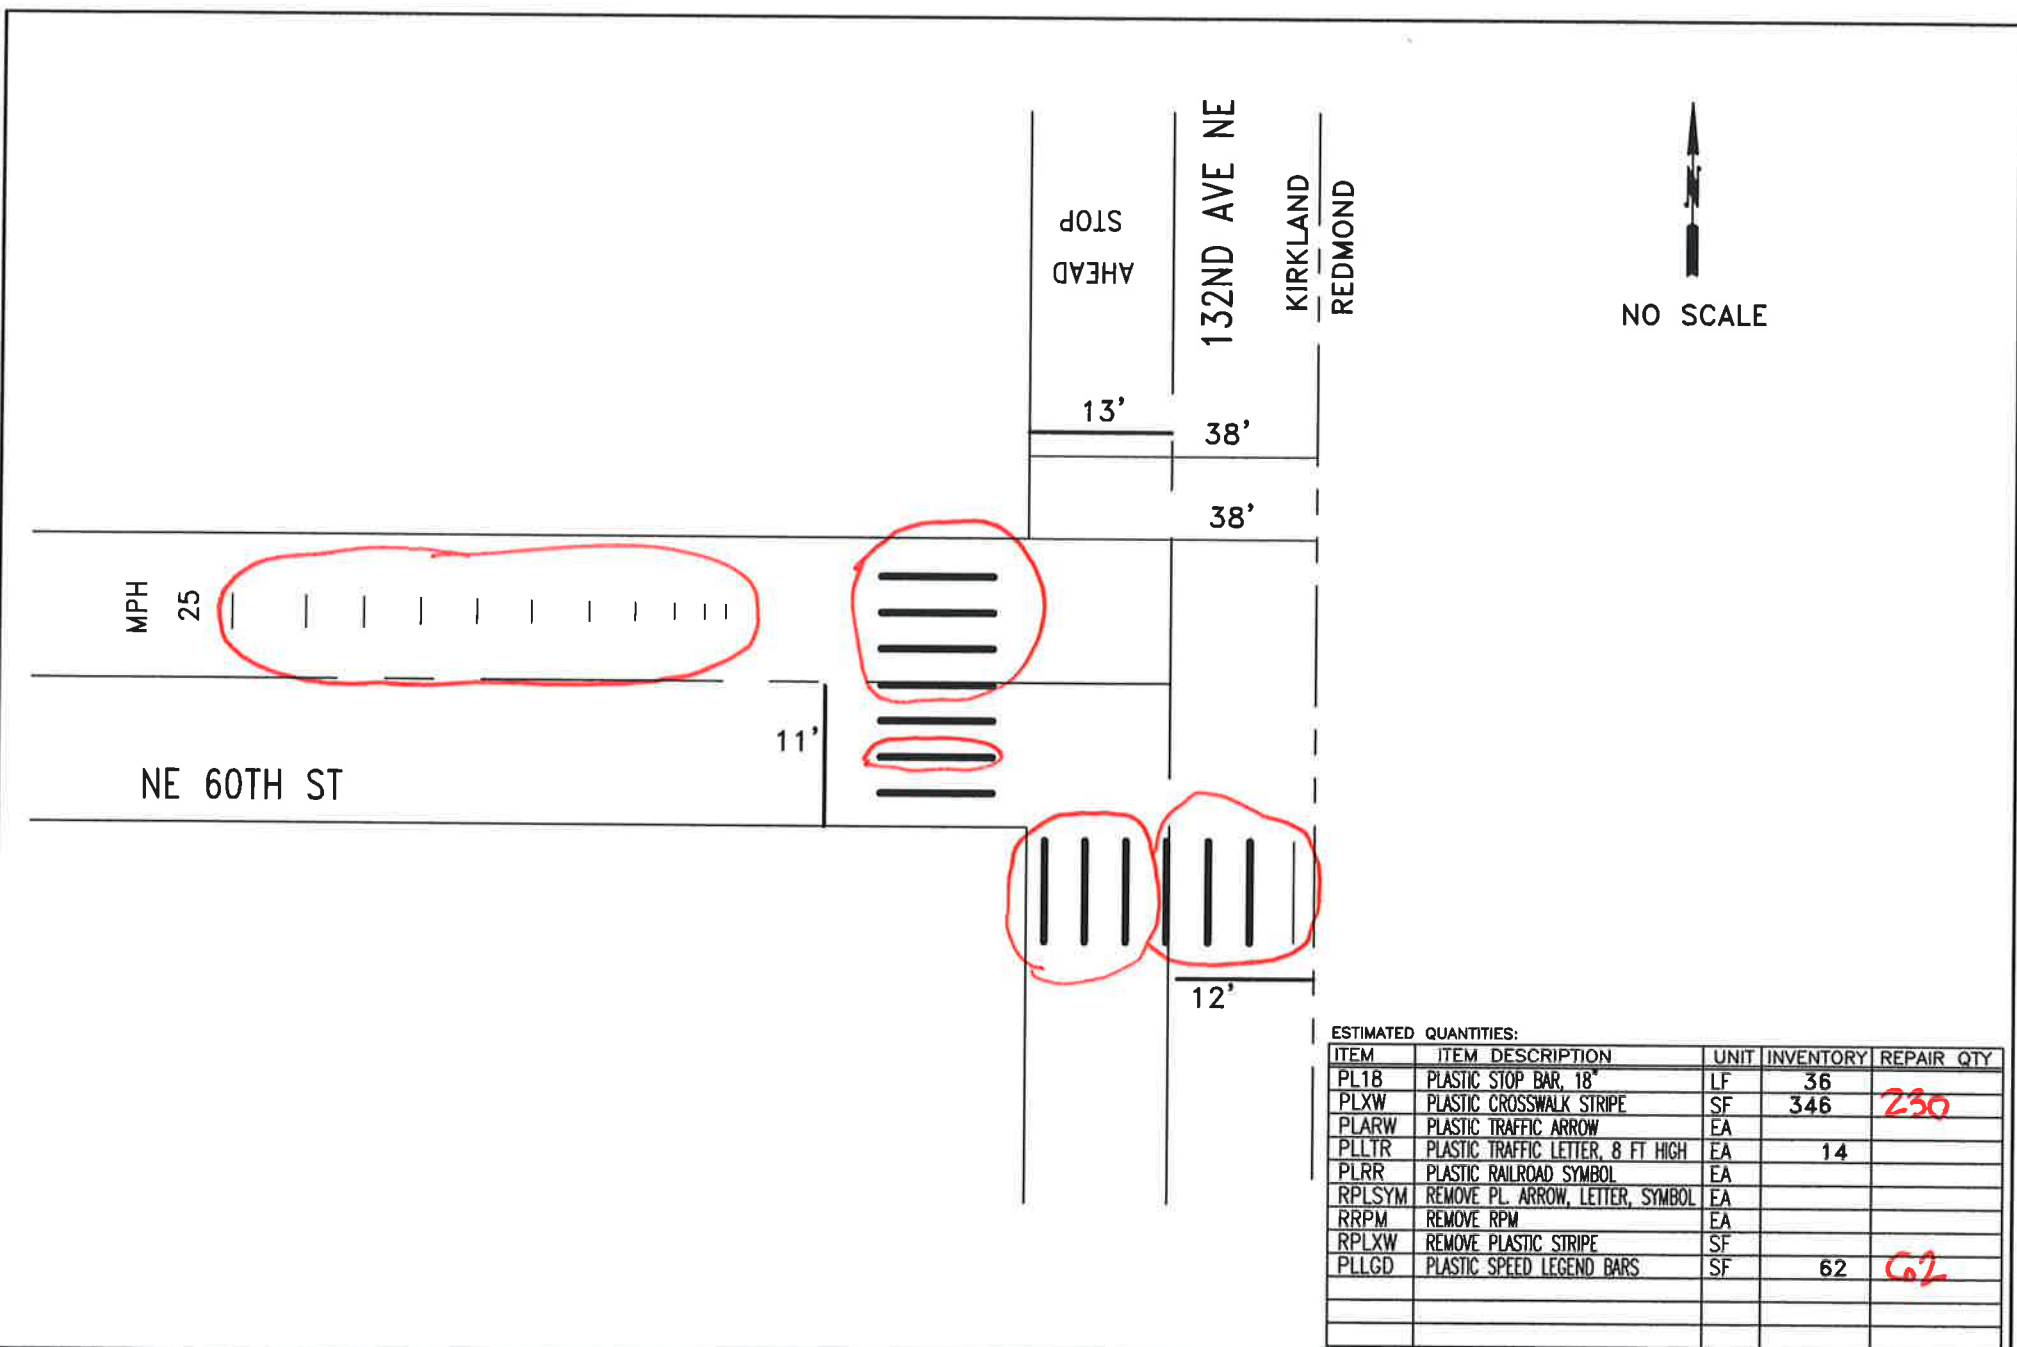 132ND AVE NE
KIRKLAND
REDMOND
STOP
AHEAD
N
NO SCALE
13'
38'
38'
MPH
25
11'
NE 60TH ST
12'
ESTIMATED QUANTITIES:
ITEM ITEM DESCRIPTION UNIT INVENTORY REPAIR QTY
PL18 PLASTIC STOP BAR, 18" LF 36
PLXW PLASTIC CROSSWALK STRIPE SF 346 230
PLARW PLASTIC TRAFFIC ARROW EA
PLLTR PLASTIC TRAFFIC LETTER, 8 FT HIGH EA 14
PLRR PLASTIC RAILROAD SYMBOL EA
RPLSYM REMOVE PL. ARROW, LETTER, SYMBOL EA
RRPM REMOVE RPM EA
RPLXW REMOVE PLASTIC STRIPE SF
PLLGD PLASTIC SPEED LEGEND BARS SF 62 62